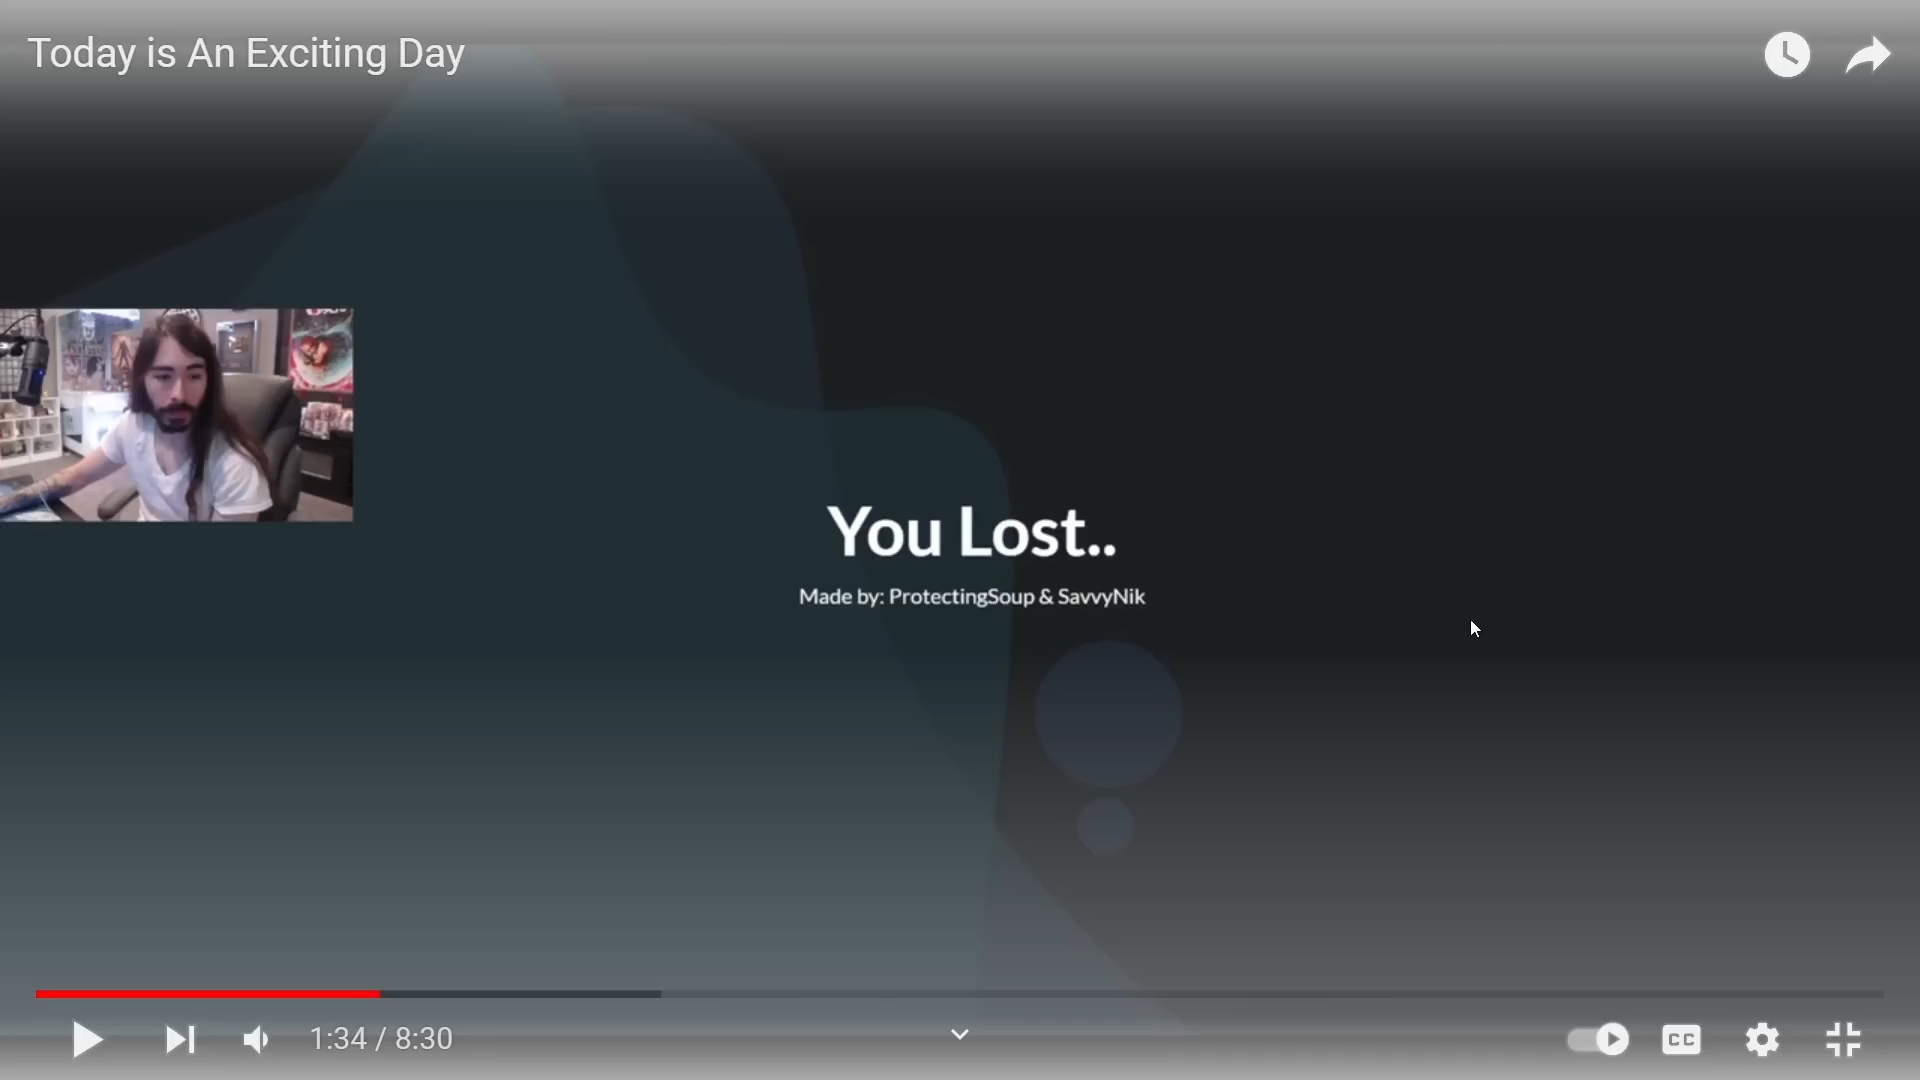 Today is An Exciting Day
You Lost..
Made by: ProtectingSoup & SavvyNik
1:34 / 8:30
CC